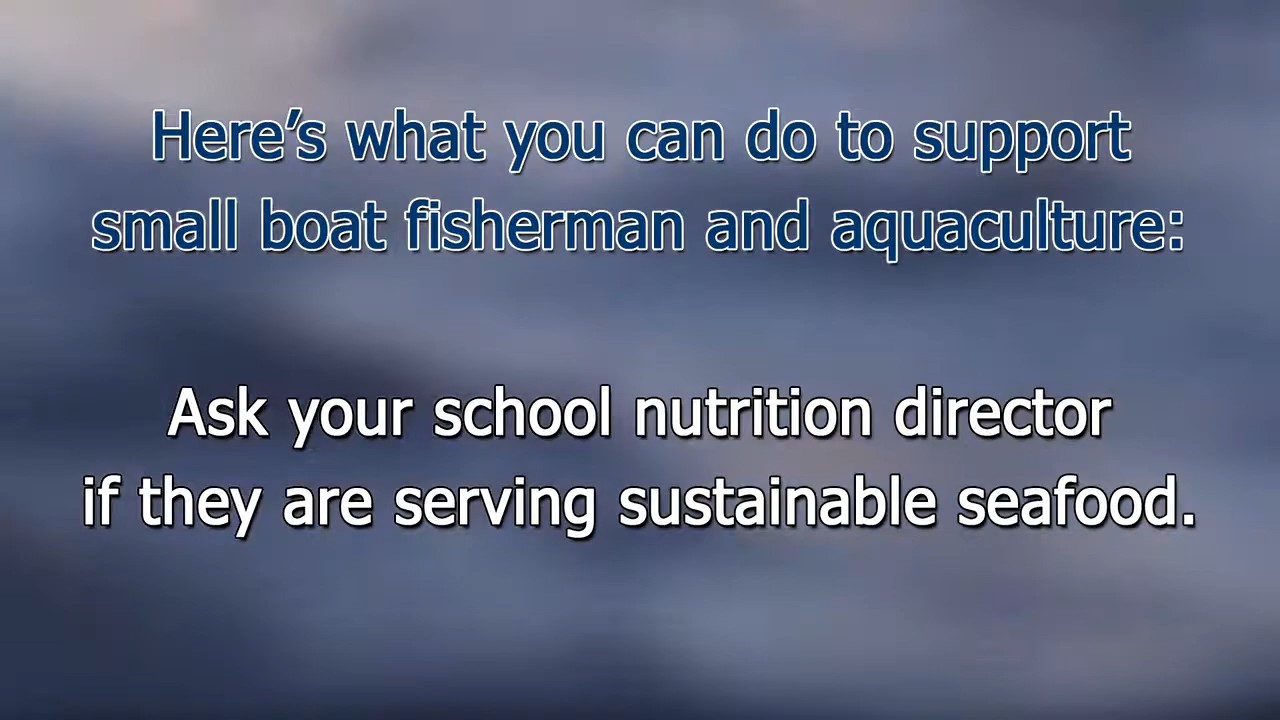 Here’s what you can do to support
small boat fisherman and aquaculture:
Ask your school nutrition director
if they are serving sustainable seafood.